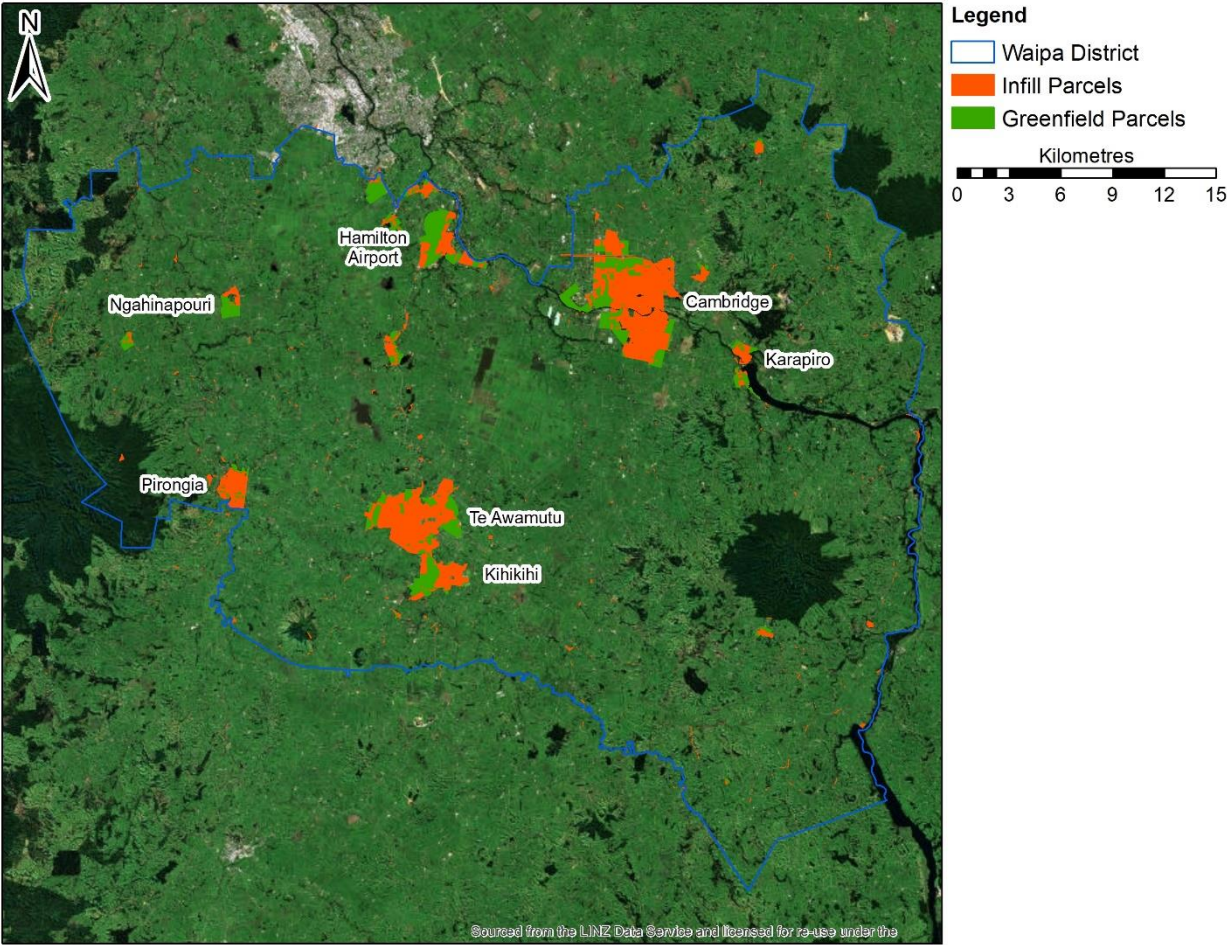 N
Legend
Waipa District
Infill Parcels
Greenfield Parcels
Kilometres
0 3 6 9 12 15
Hamilton
Airport
Ngahinapouri
Cambridge
Karapiro
Pirongia
Te Awamutu
Kihikihi
Sourced from the LINZ Data Service and licensed for re-use under the